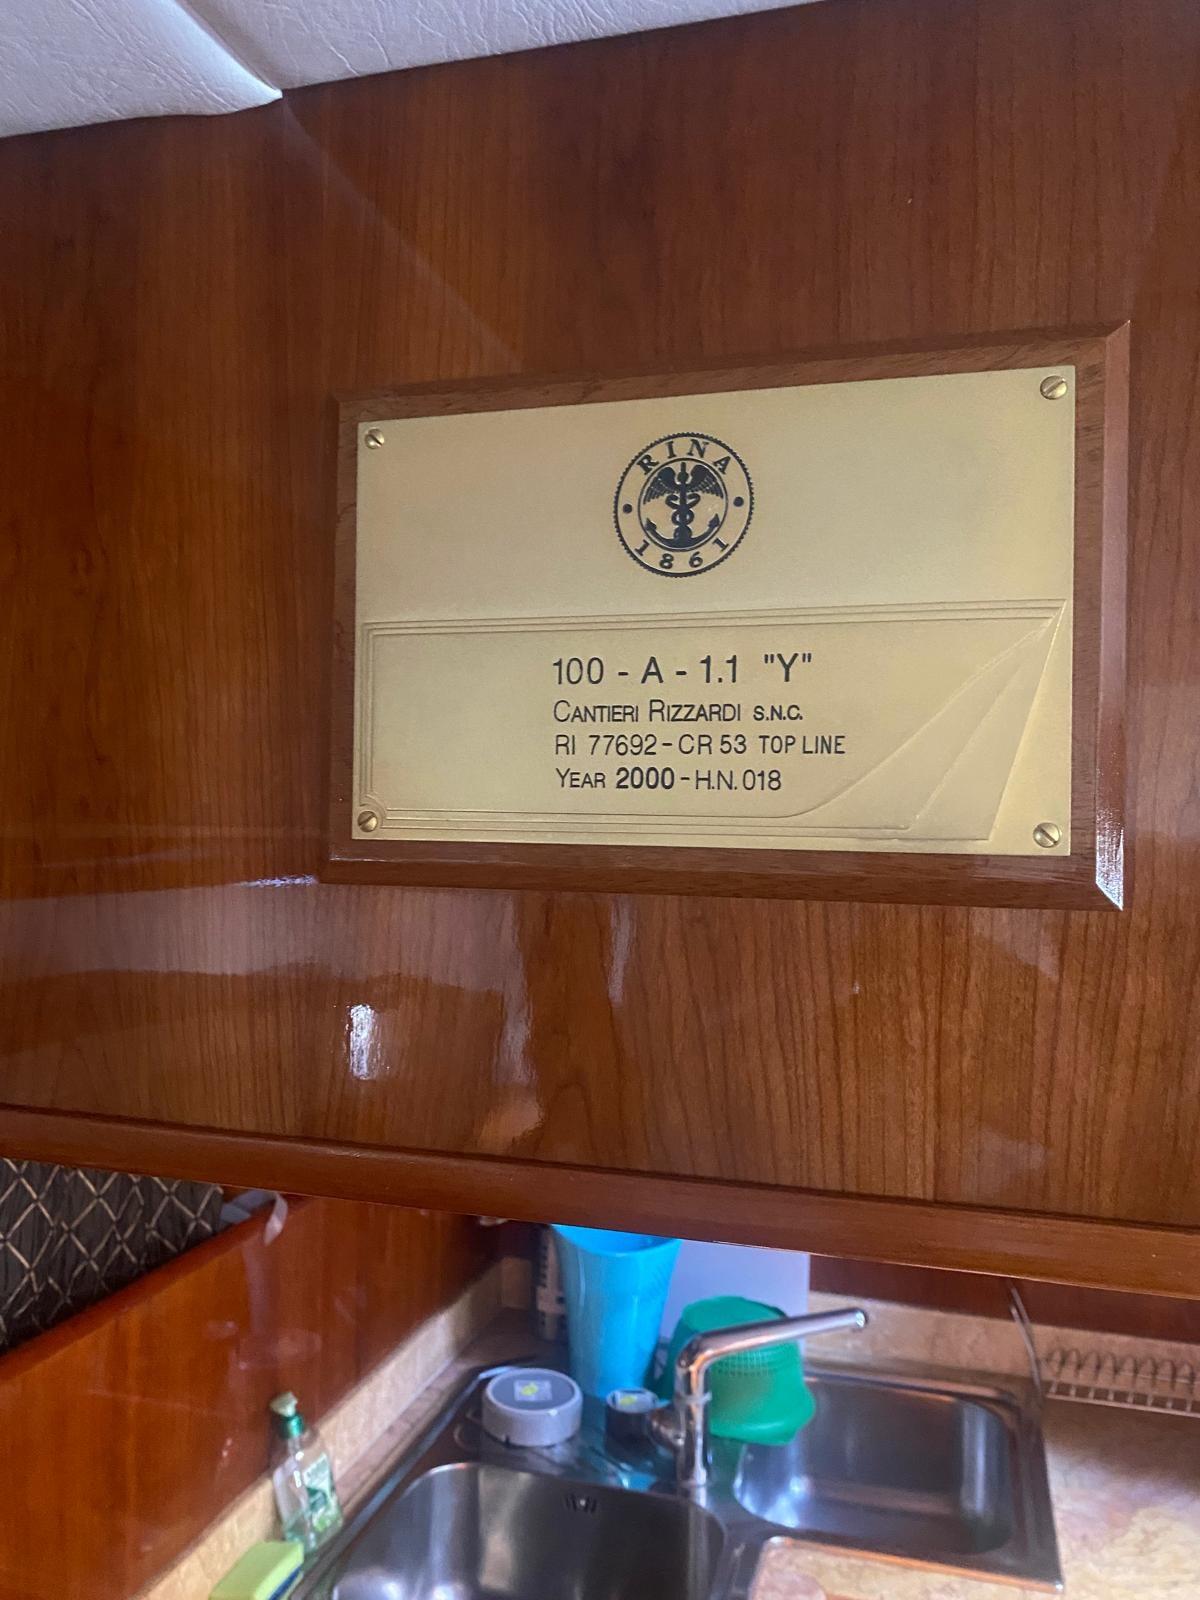 RINA
1861
100 - A - 1.1 "Y"
CANTIERI RIZZARDI S.N.C.
RI 77692 - CR 53 TOP LINE
YEAR 2000 - H.N. 018